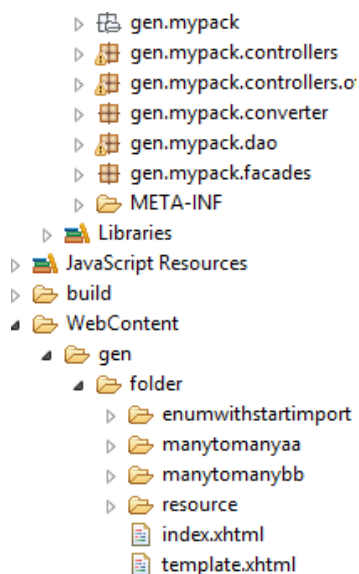 gen.mypack
gen.mypack.controllers
gen.mypack.controllers.of
gen.mypack.converter
gen.mypack.dao
gen.mypack.facades
META-INF
Libraries
JavaScript Resources
build
WebContent
gen
folder
enumwithstartimport
manytomanyaa
manytomanybb
resource
index.xhtml
template.xhtml